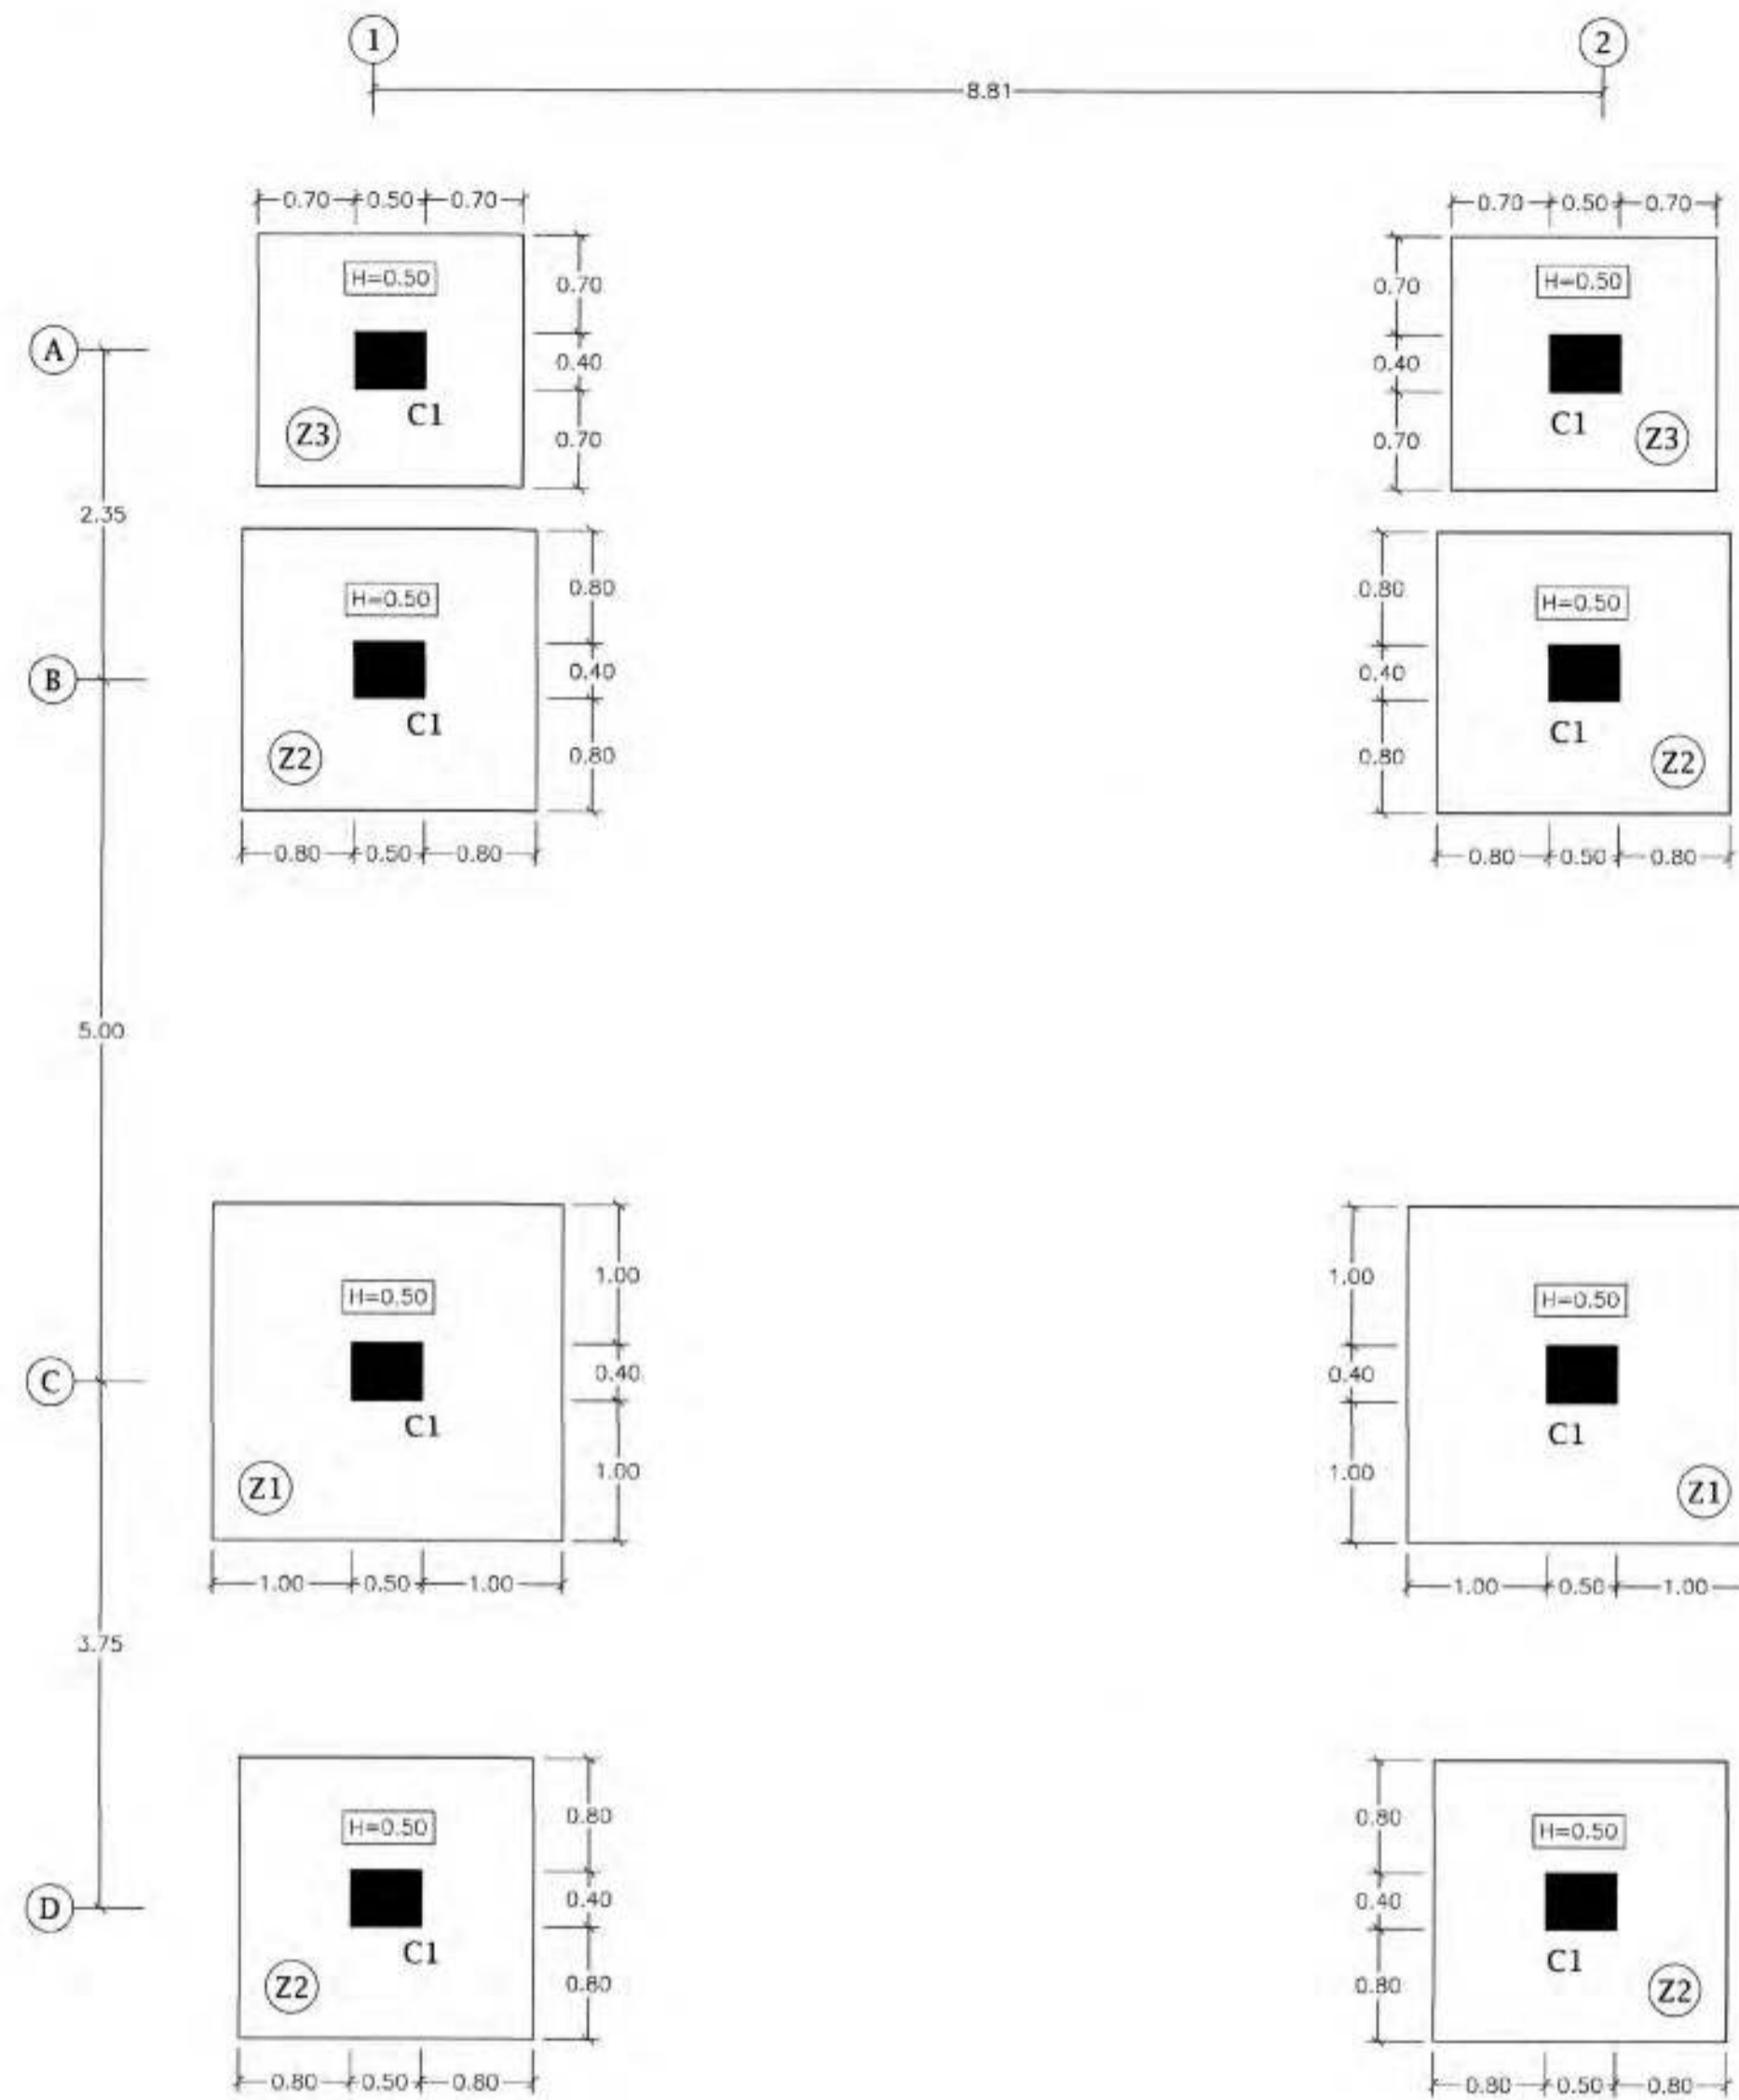 1 2
8.81
0.70 0.50 0.70 0.70 0.50 0.70
H=0.50 0.70 0.70 H=0.50
A 0.40 0.40
C1 C1
Z3 0.70 0.70 Z3
2.35
H=0.50 0.80 0.80 H=0.50
B 0.40 0.40
C1 C1
Z2 0.80 0.80 Z2
0.80 0.50 0.80 0.80 0.50 0.80
5.00
1.00 1.00
H=0.50 H=0.50
C 0.40 0.40
C1 C1
Z1 1.00 1.00 Z1
1.00 0.50 1.00 1.00 0.50 1.00
3.75
H=0.50 0.80 0.80 H=0.50
D 0.40 0.40
C1 C1
Z2 0.80 0.80 Z2
0.80 0.50 0.80 0.80 0.50 0.80